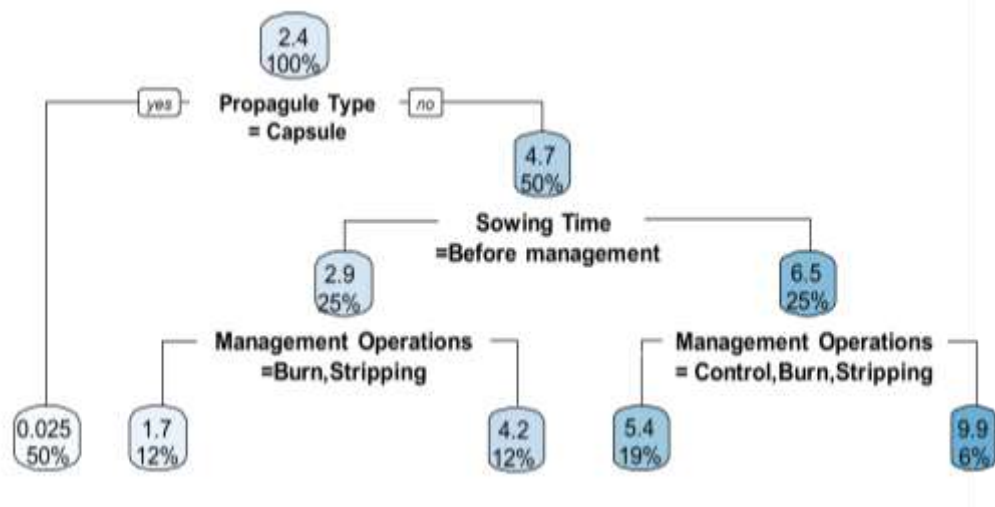 2.4
100%
yes
Propagule Type
= Capsule
no
4.7
50%
Sowing Time
=Before management
2.9
25%
6.5
25%
Management Operations
=Burn,Stripping
Management Operations
= Control,Burn,Stripping
0.025
50%
1.7
12%
4.2
12%
5.4
19%
9.9
6%